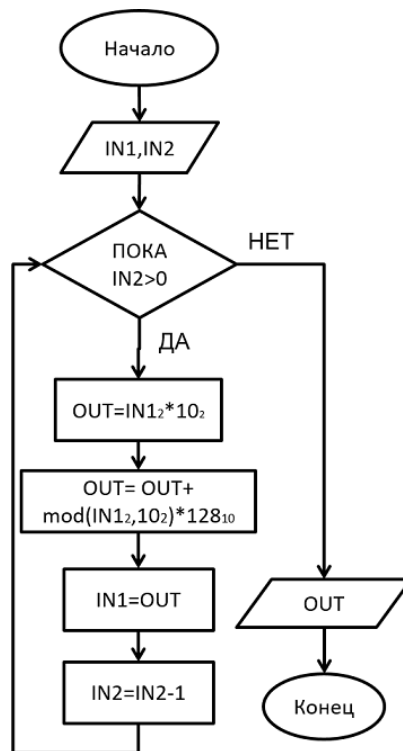 Начало
IN1,IN2
ПОКА
IN2>0
НЕТ
ДА
OUT=IN1₂*10₂
OUT= OUT+
mod(IN1₂,10₂)*128₁₀
IN1=OUT
IN2=IN2-1
OUT
Конец